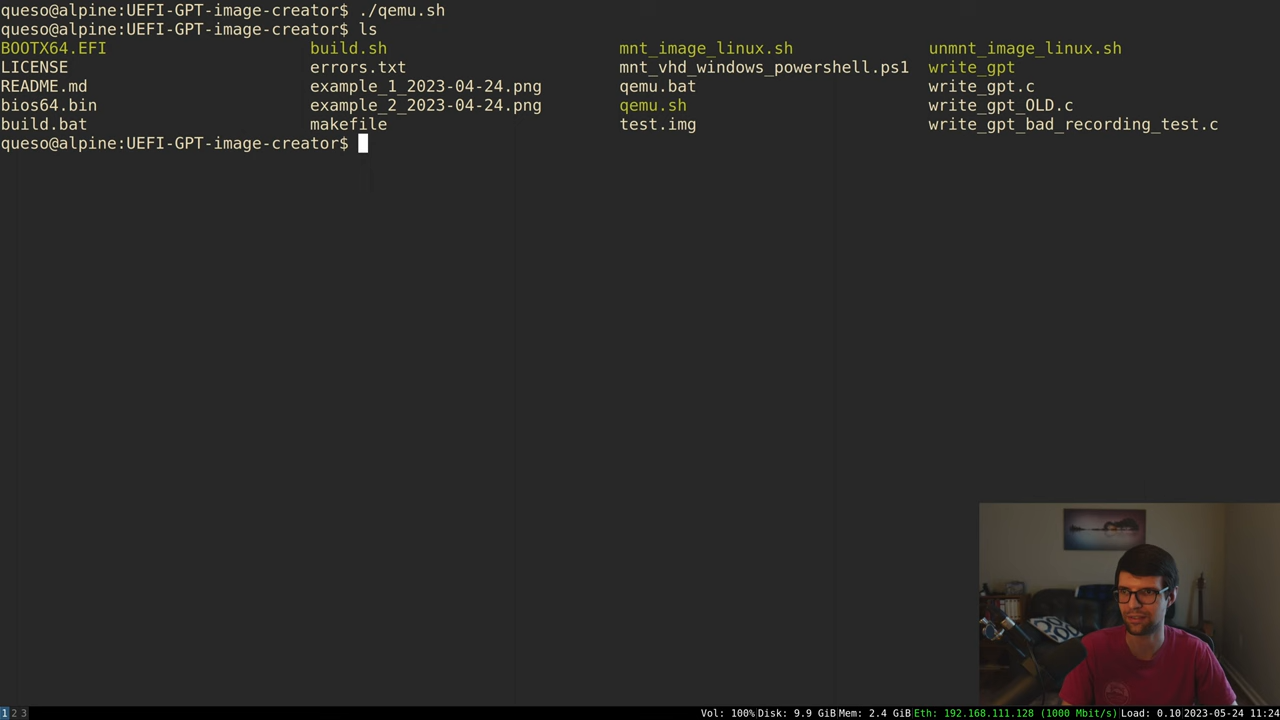 queso@alpine:UEFI-GPT-image-creator$ ./qemu.sh
queso@alpine:UEFI-GPT-image-creator$ ls
BOOTX64.EFI build.sh mnt_image_linux.sh unmnt_image_linux.sh
LICENSE errors.txt mnt_vhd_windows_powershell.ps1 write_gpt
README.md example_1_2023-04-24.png qemu.bat write_gpt.c
bios64.bin example_2_2023-04-24.png qemu.sh write_gpt_OLD.c
build.bat makefile test.img write_gpt_bad_recording_test.c
queso@alpine:UEFI-GPT-image-creator$
1 2 3 Vol: 100% Disk: 9.9 GiB Mem: 2.4 GiB Eth: 192.168.111.128 (1000 Mbit/s) Load: 0.10 2023-05-24 11:24